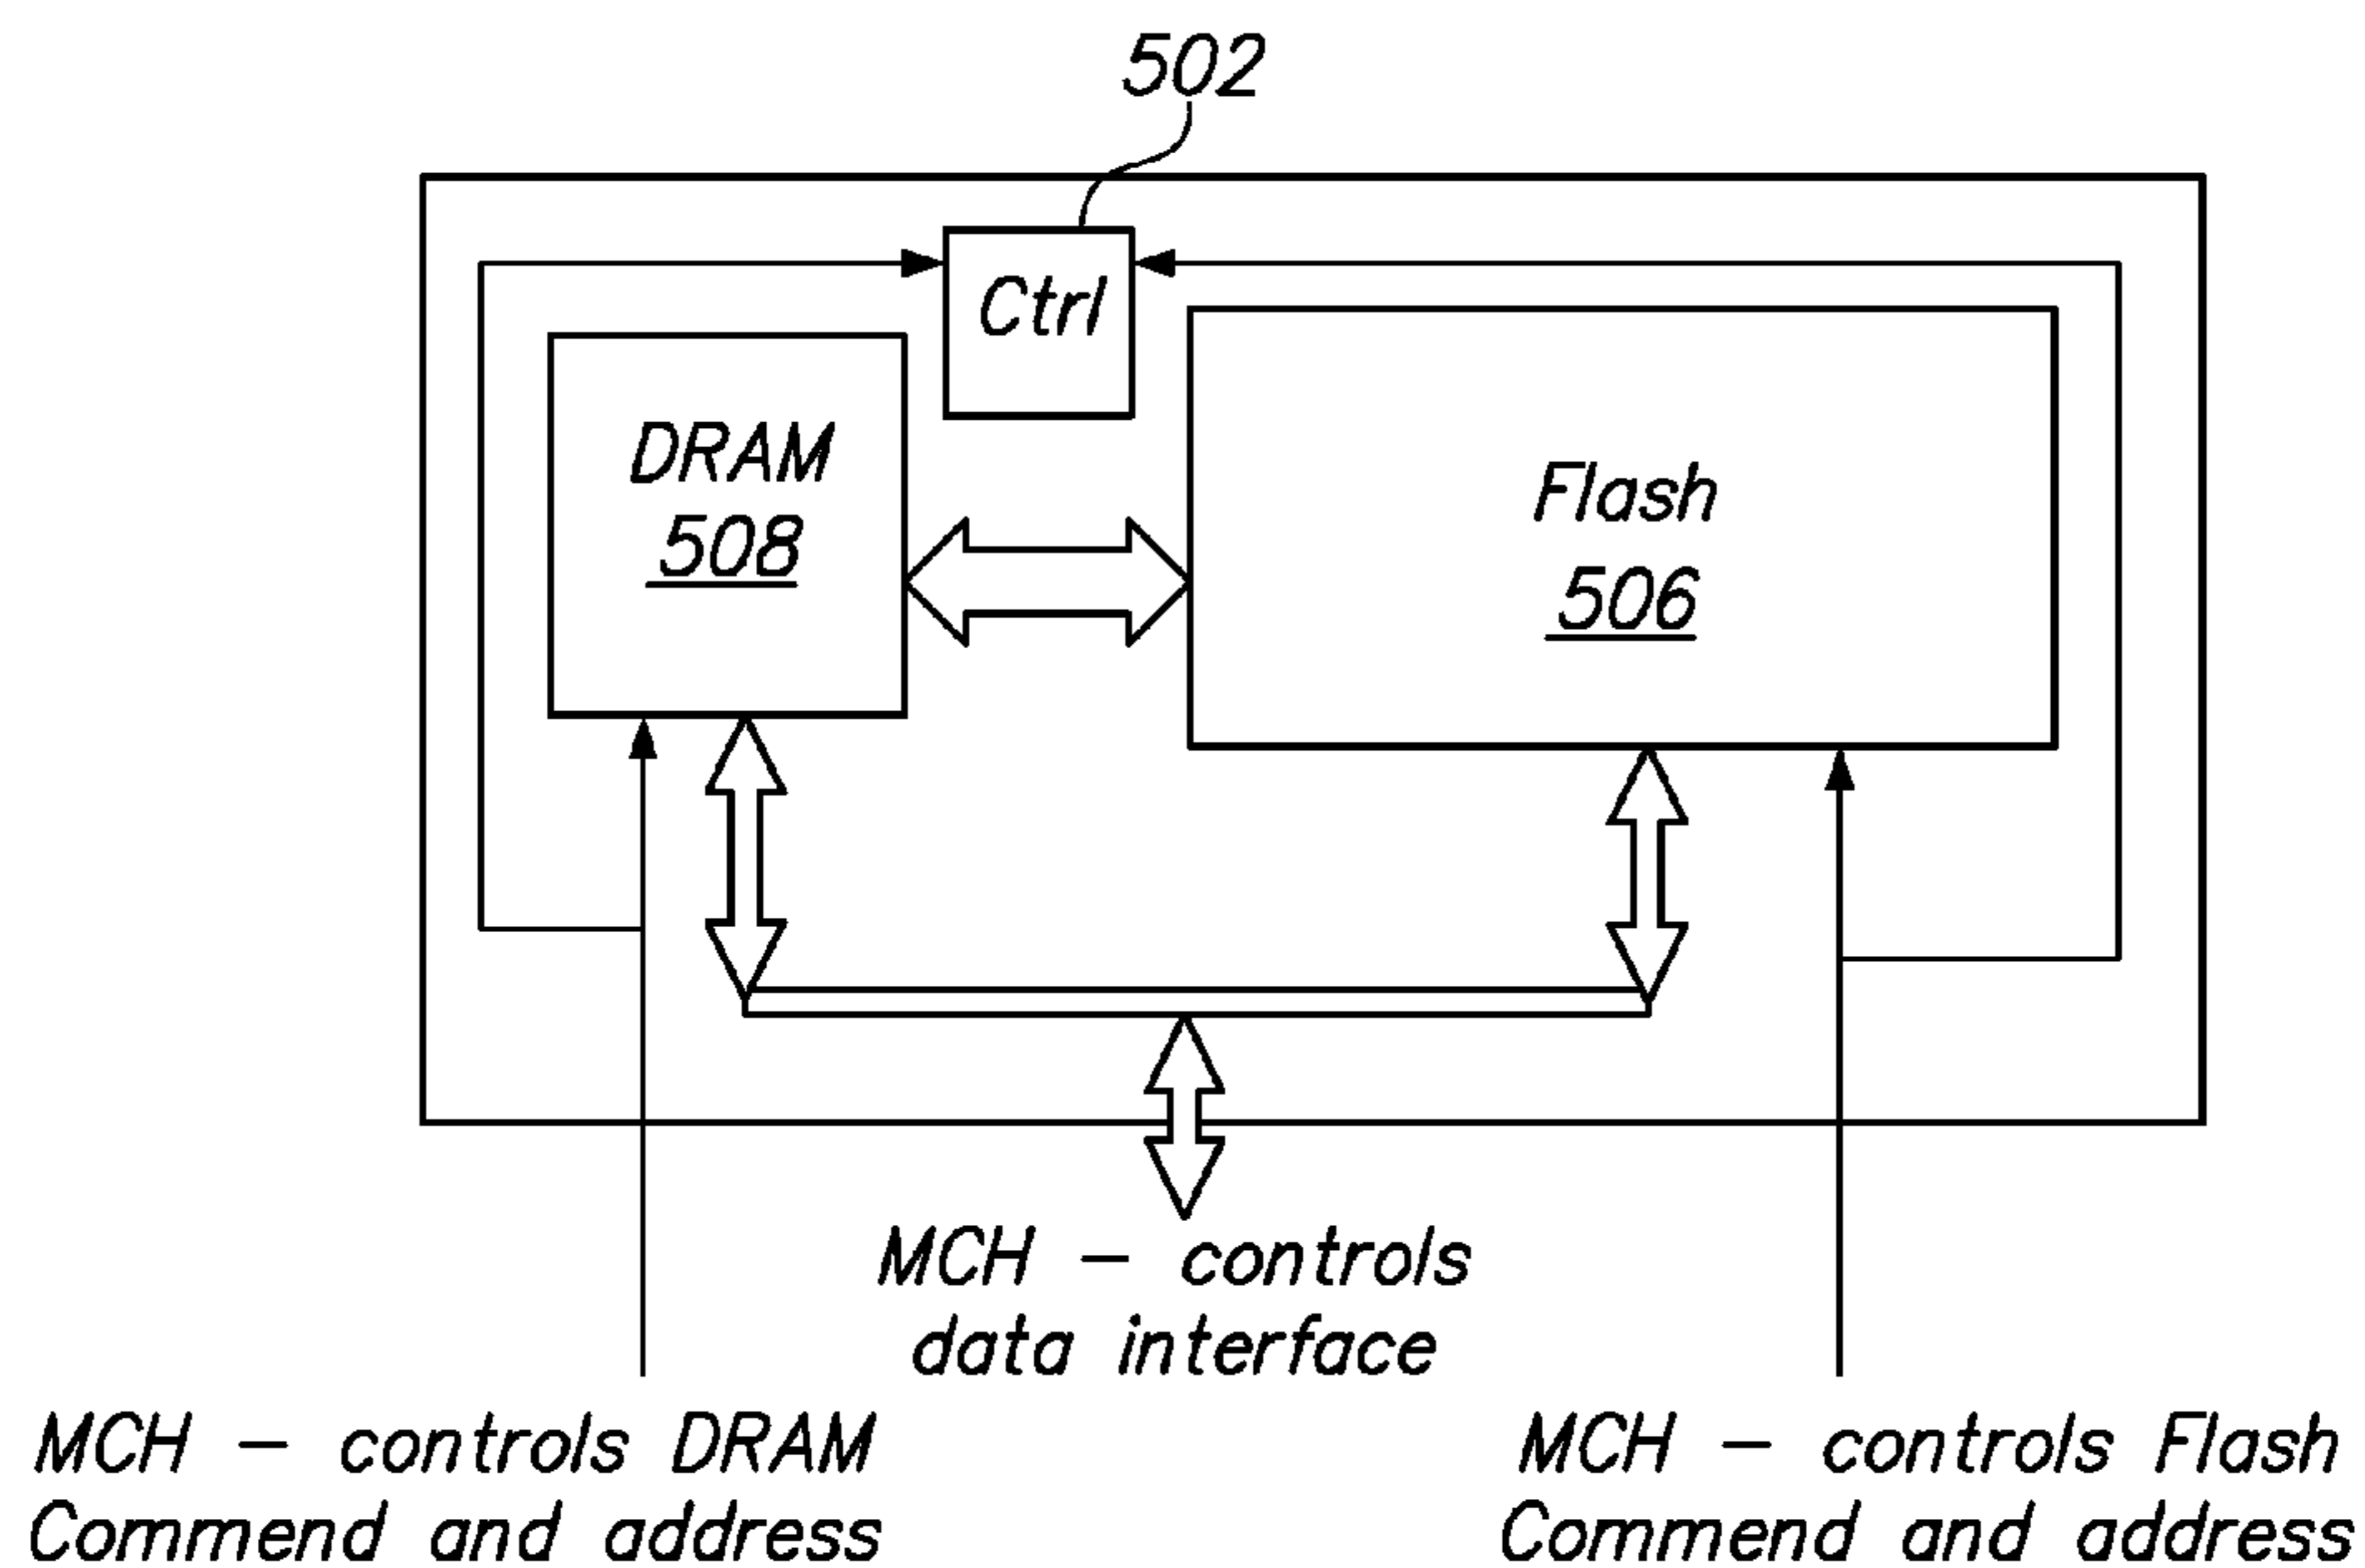 502
Ctrl
DRAM
508
Flash
506
MCH – controls
data interface
MCH – controls DRAM
Commend and address
MCH – controls Flash
Commend and address